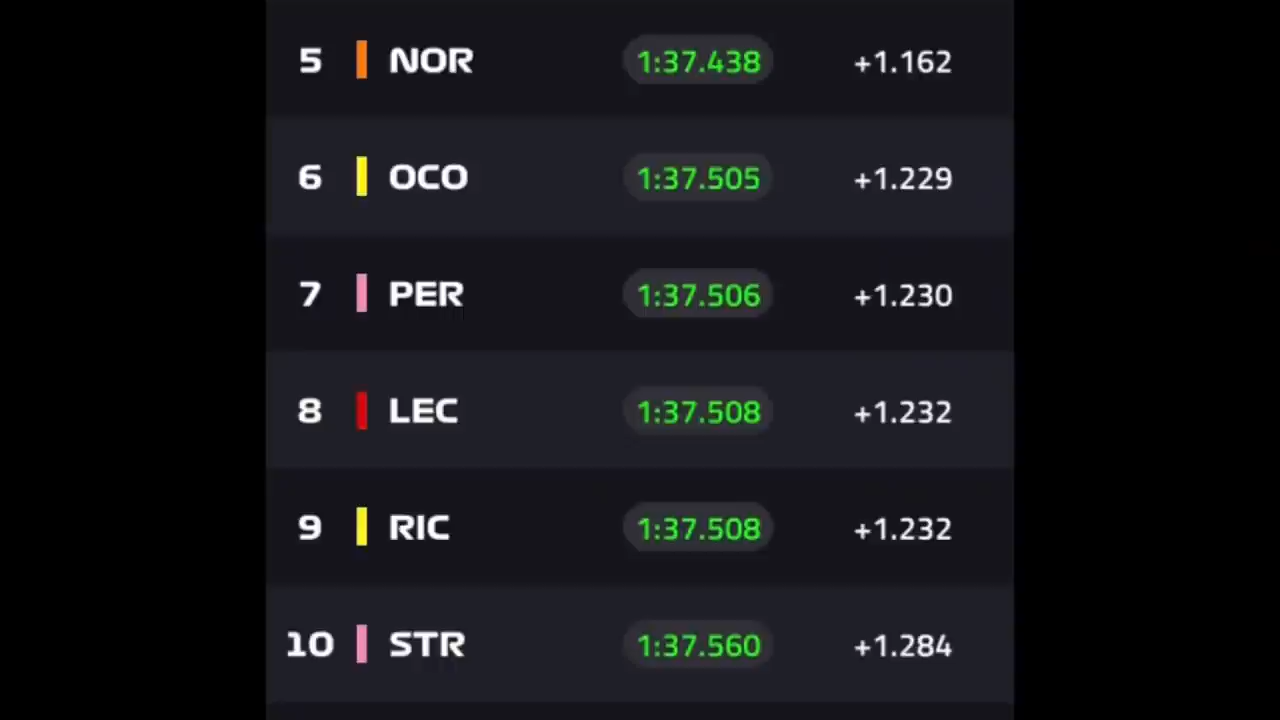 5 NOR 1:37.438 +1.162
6 OCO 1:37.505 +1.229
7 PER 1:37.506 +1.230
8 LEC 1:37.508 +1.232
9 RIC 1:37.508 +1.232
10 STR 1:37.560 +1.284